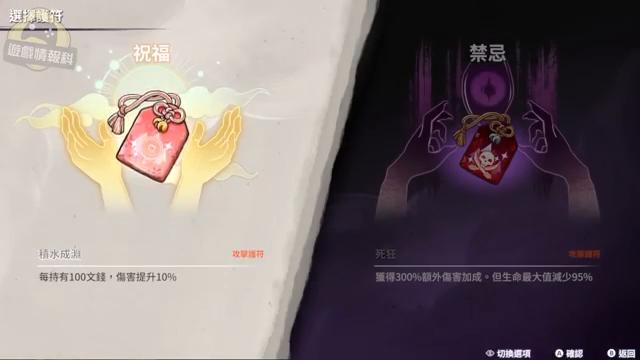 選擇護符
遊戲情報科
祝福
禁忌
積水成淵
攻擊護符
每持有100文錢，傷害提升10%
死狂
攻擊護符
獲得300%額外傷害加成。但生命最大值減少95%
切換選項
A 確認
B 返回